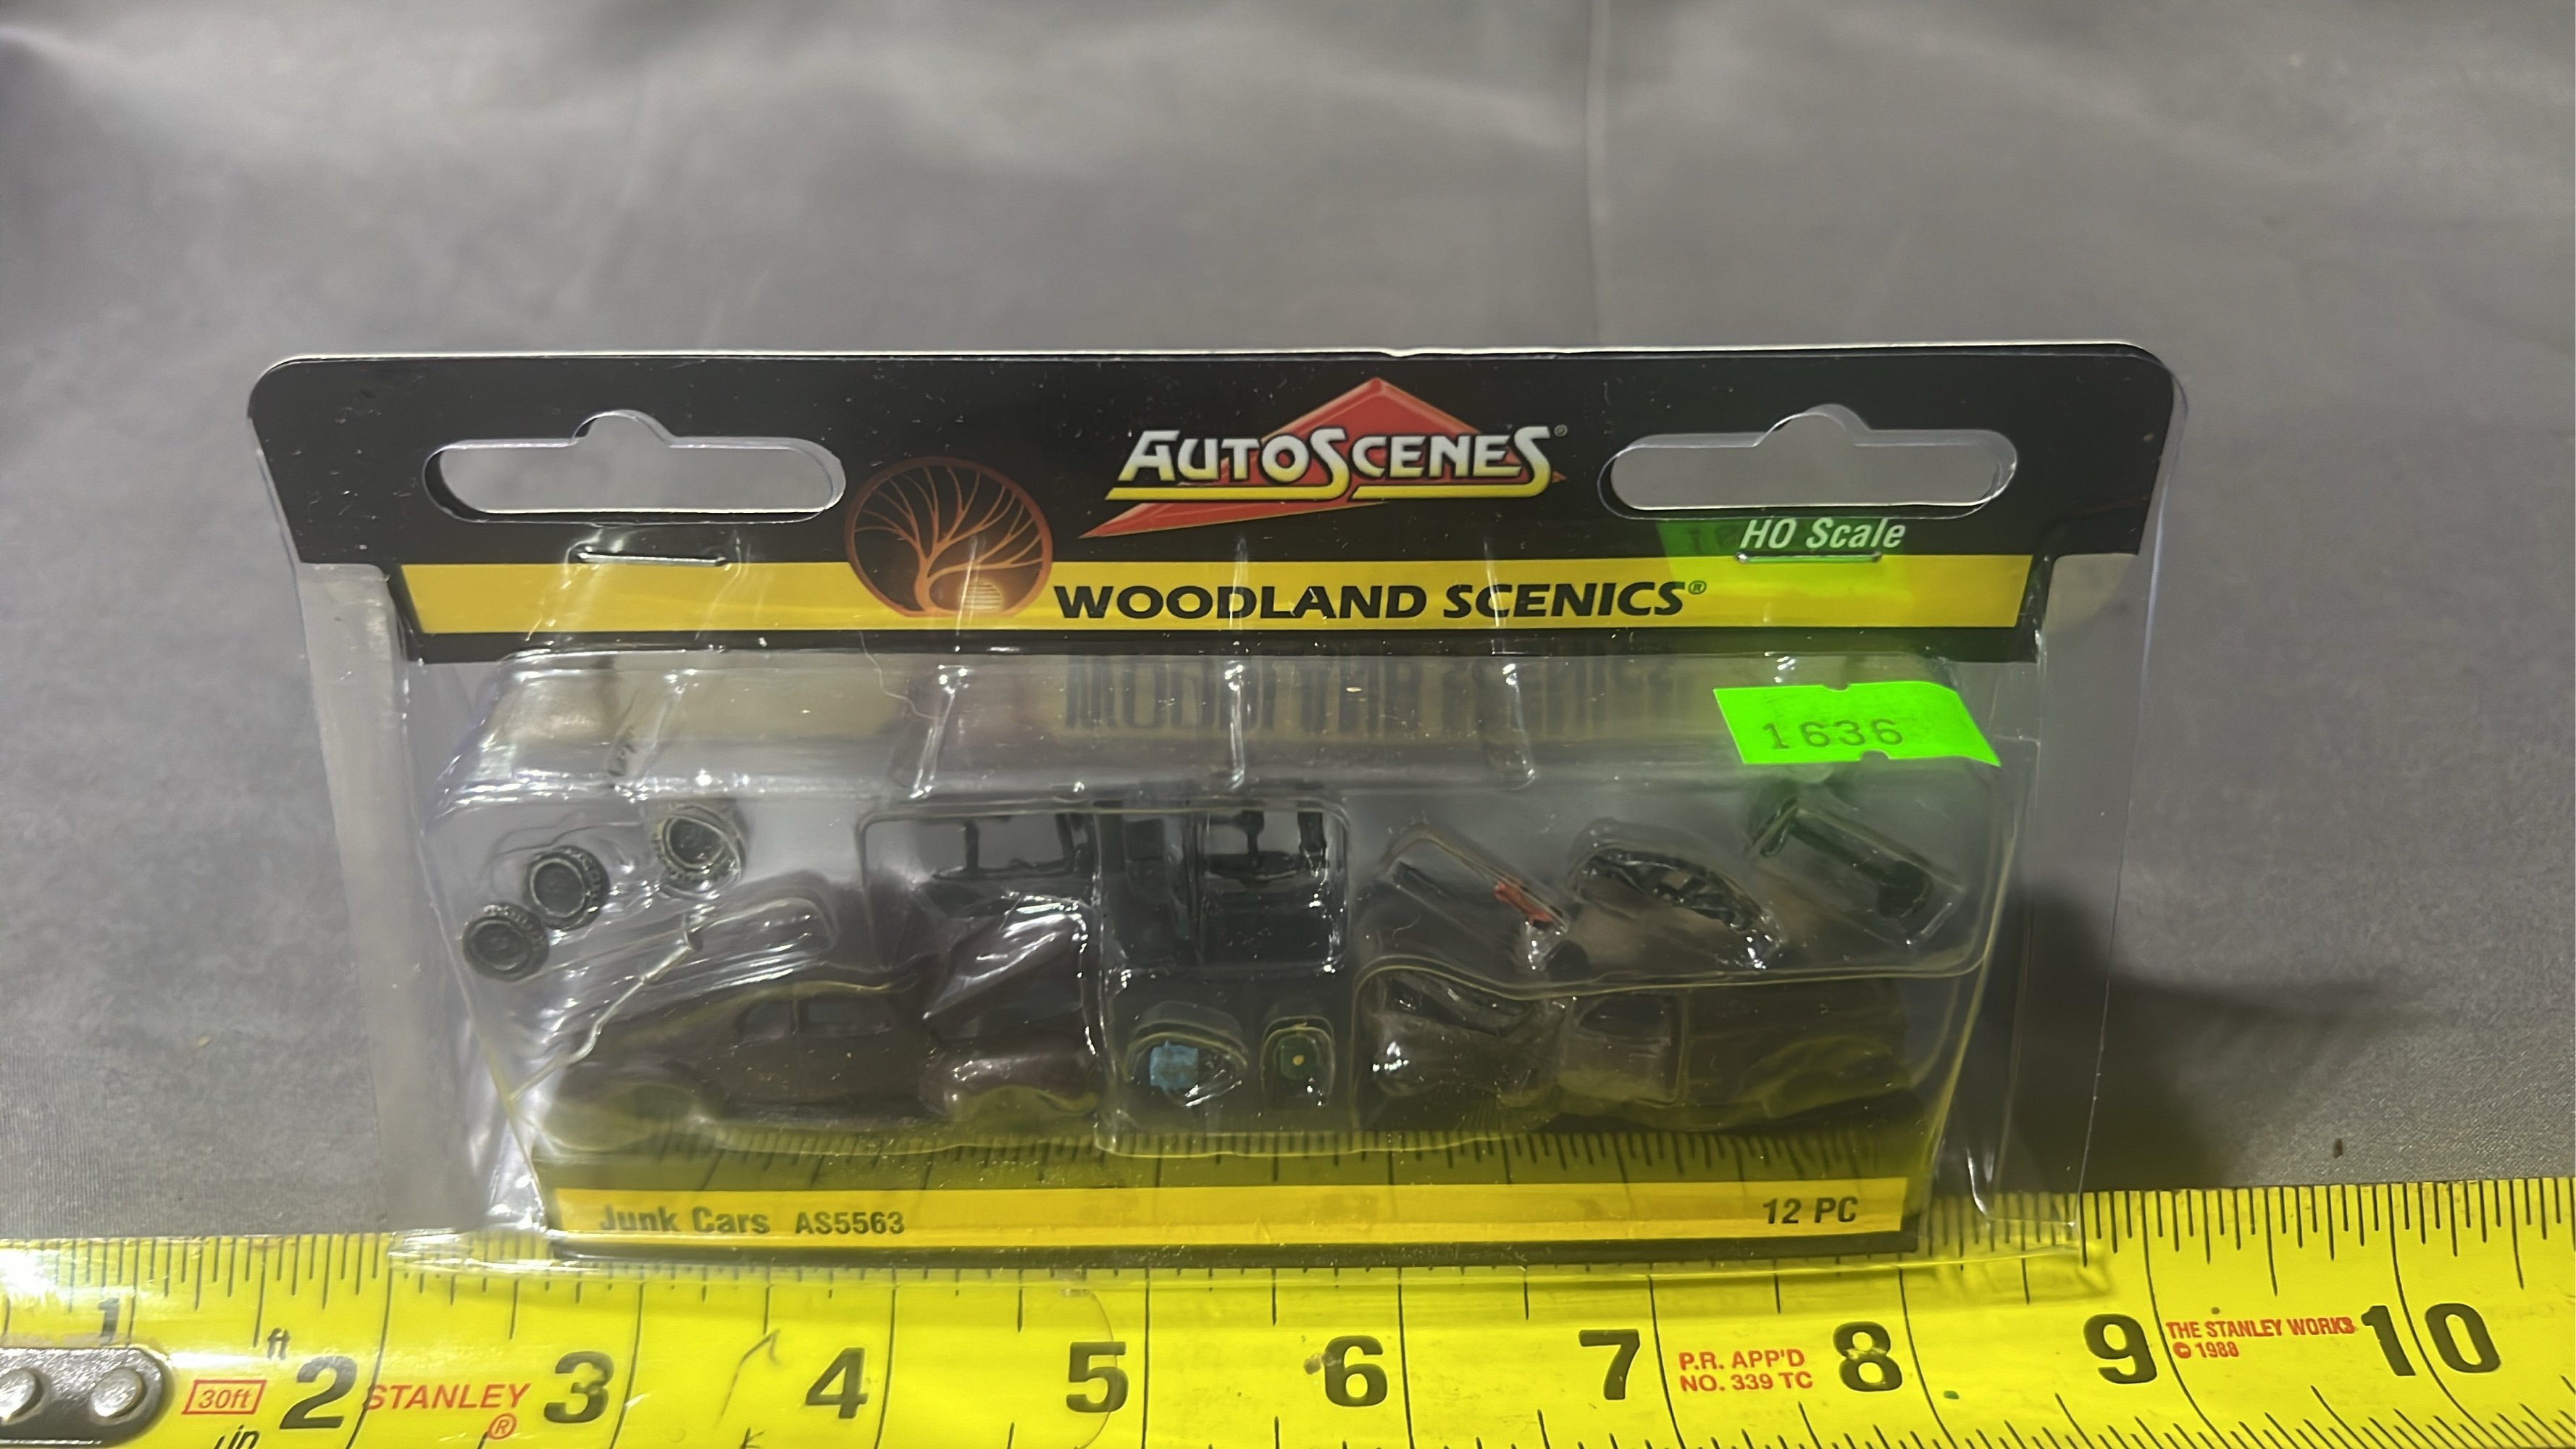 AUTOSCENES®
HO Scale
WOODLAND SCENICS®
1636
Junk Cars AS5563
12 PC
1 2 3 4 5 6 7 8 9 10
ft
30ft
in
STANLEY
®
P.R. APP'D
NO. 339 TC
THE STANLEY WORKS
© 1988